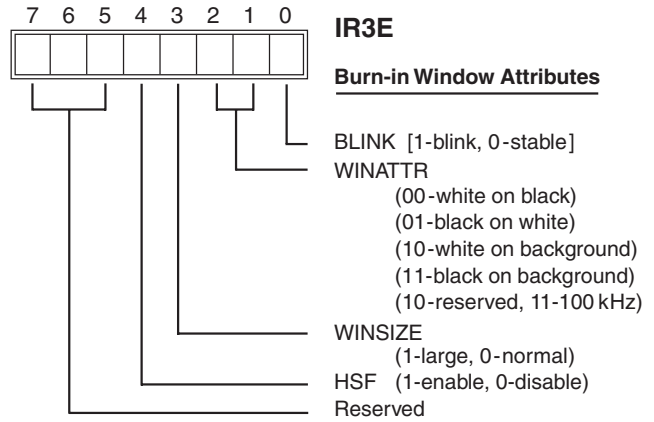 7 6 5 4 3 2 1 0
IR3E
Burn-in Window Attributes
BLINK [1-blink, 0-stable]
WINATTR
(00-white on black)
(01-black on white)
(10-white on background)
(11-black on background)
(10-reserved, 11-100 kHz)
WINSIZE
(1-large, 0-normal)
HSF (1-enable, 0-disable)
Reserved